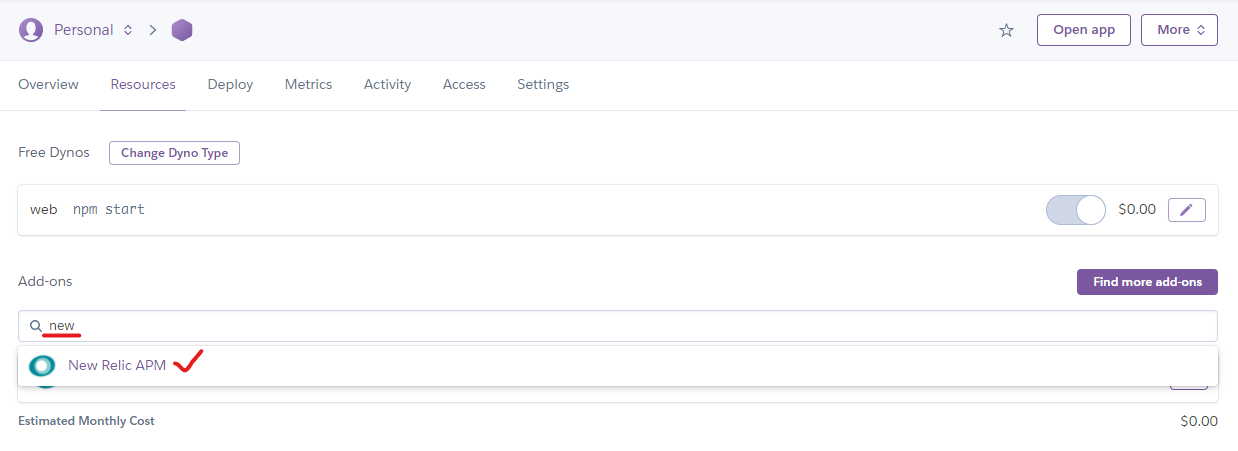 Personal
Open app
More
Overview Resources Deploy Metrics Activity Access Settings
Free Dynos Change Dyno Type
web npm start $0.00
Add-ons Find more add-ons
new
New Relic APM
Estimated Monthly Cost $0.00